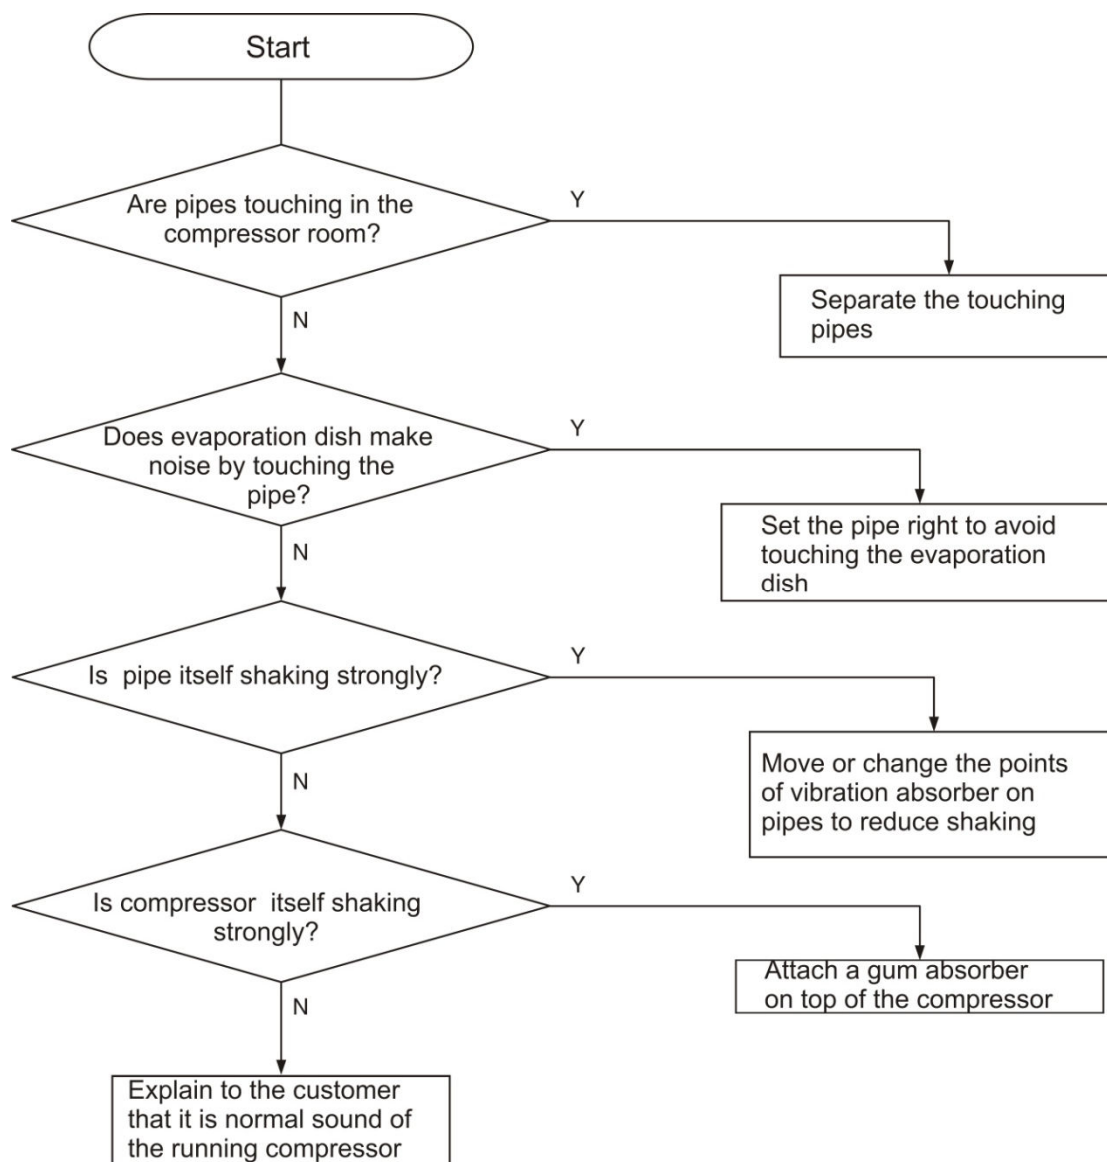 Start
Are pipes touching in the
compressor room?
Y
Separate the touching
pipes
N
Does evaporation dish make
noise by touching the
pipe?
Y
Set the pipe right to avoid
touching the evaporation
dish
N
Is pipe itself shaking strongly?
Y
Move or change the points
of vibration absorber on
pipes to reduce shaking
N
Is compressor itself shaking
strongly?
Y
Attach a gum absorber
on top of the compressor
N
Explain to the customer
that it is normal sound of
the running compressor